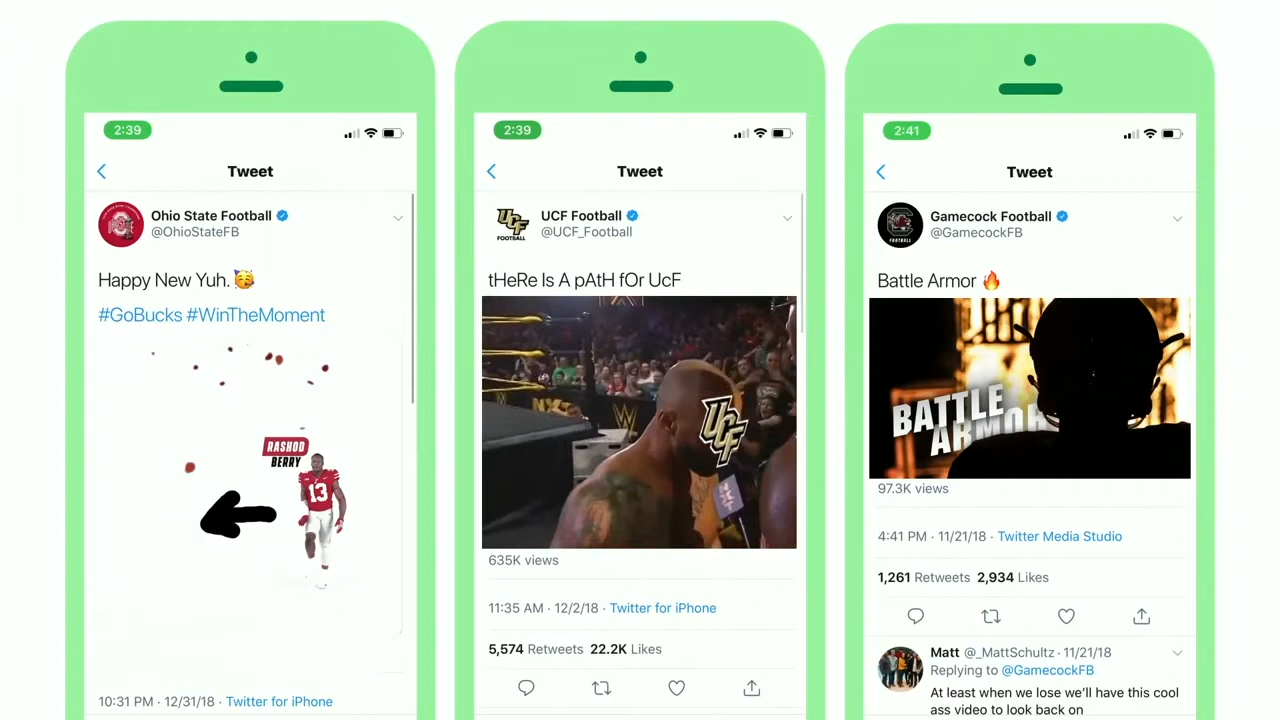 2:39
Tweet
Ohio State Football
@OhioStateFB
Happy New Yuh. 🥳
#GoBucks #WinTheMoment
RASHOD
BERRY
13
10:31 PM · 12/31/18 · Twitter for iPhone
2:39
Tweet
UCF
FOOTBALL
UCF Football
@UCF_Football
tHeRe Is A pAtH fOr UcF
NXT
W
UCF
635K views
11:35 AM · 12/2/18 · Twitter for iPhone
5,574 Retweets 22.2K Likes
2:41
Tweet
FOOTBALL
Gamecock Football
@GamecockFB
Battle Armor 🔥
BATTLE
ARMOR
97.3K views
4:41 PM · 11/21/18 · Twitter Media Studio
1,261 Retweets 2,934 Likes
Matt @_MattSchultz · 11/21/18
Replying to @GamecockFB
At least when we lose we’ll have this cool
ass video to look back on